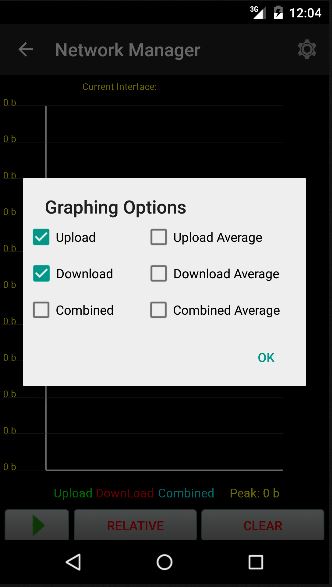 3G 12:04
Network Manager
Current Interface:
0 b
0 b
0 b
Graphing Options
Upload Upload Average
Download Download Average
Combined Combined Average
OK
0 b
0 b
0 b
0 b
0 b
0 b
0 b
0 b
Upload DownLoad Combined Peak: 0 b
RELATIVE CLEAR